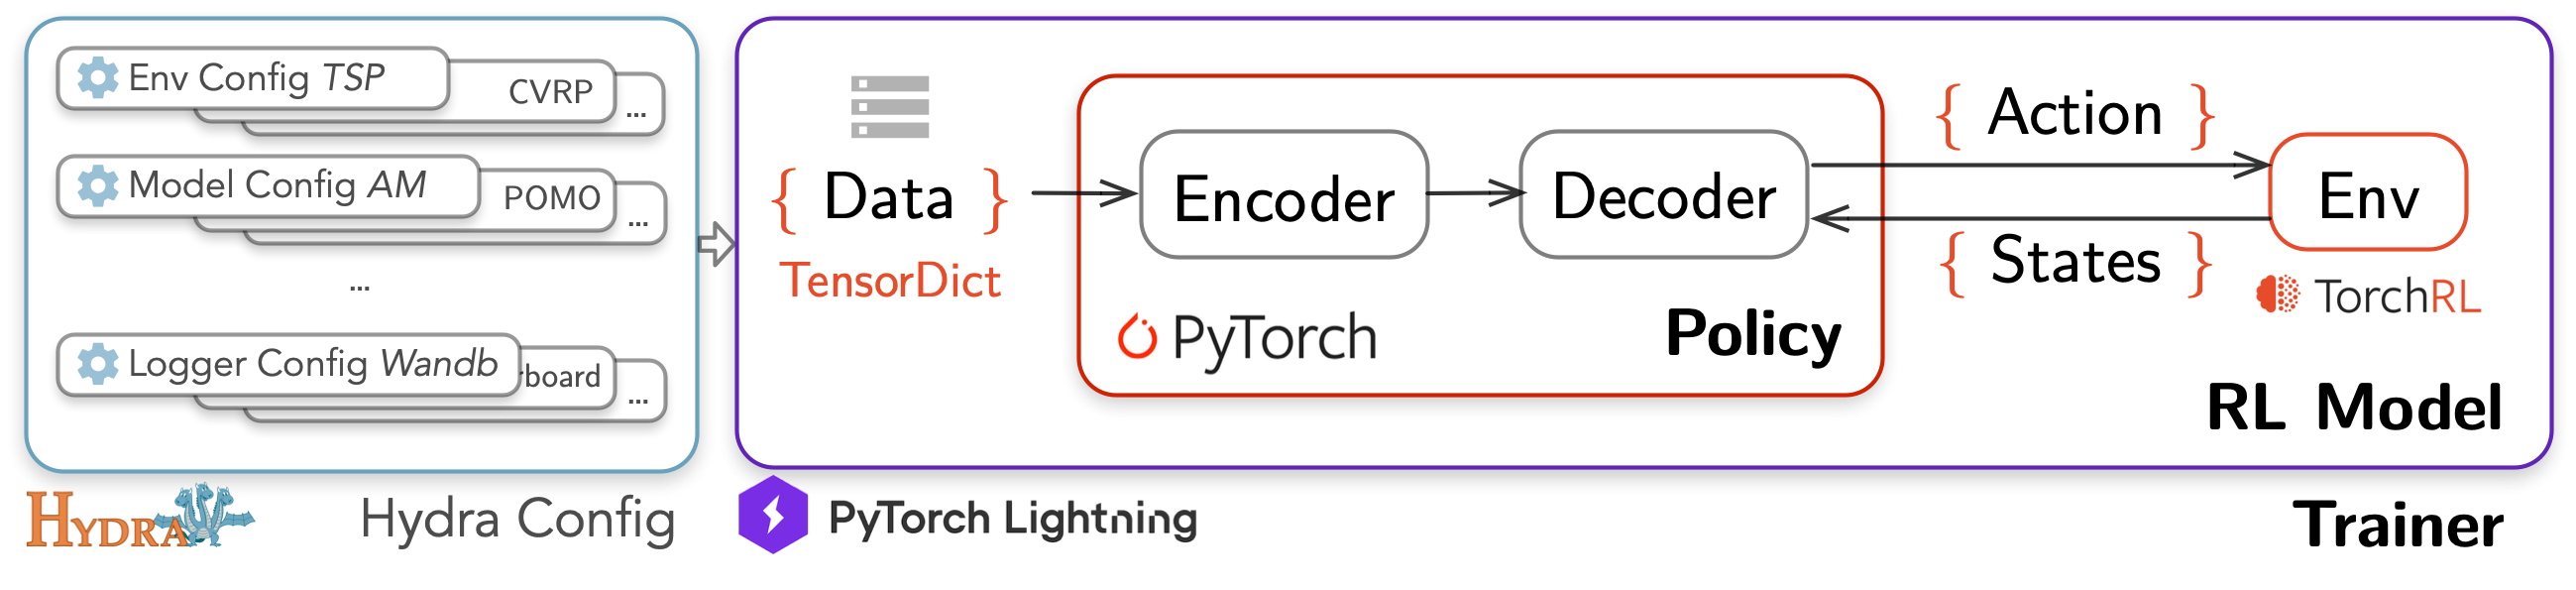 Env Config TSP
CVRP
...
Model Config AM
POMO
...
...
Logger Config Wandb
rboard
...
HYDRA
Hydra Config
{ Data }
TensorDict
Encoder
Decoder
PyTorch
Policy
{ Action }
{ States }
Env
TorchRL
RL Model
PyTorch Lightning
Trainer